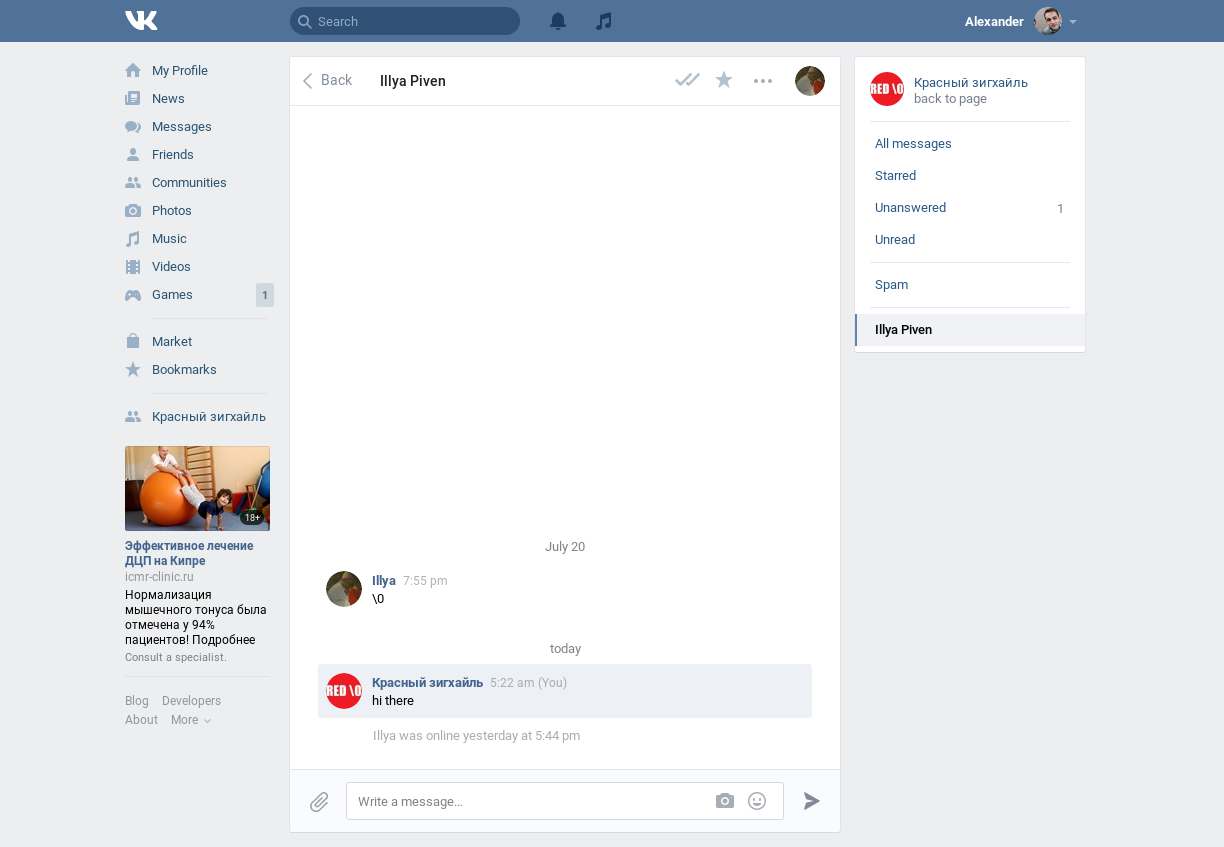 Search
Alexander
My Profile
News
Messages
Friends
Communities
Photos
Music
Videos
Games 1
Market
Bookmarks
Красный зигхайль
18+
Эффективное лечение
ДЦП на Кипре
icmr-clinic.ru
Нормализация
мышечного тонуса была
отмечена у 94%
пациентов! Подробнее
Consult a specialist.
Blog Developers
About More
Back Illya Piven
July 20
Illya 7:55 pm
\0
today
RED \0
Красный зигхайль 5:22 am (You)
hi there
Illya was online yesterday at 5:44 pm
Write a message...
RED \0
Красный зигхайль
back to page
All messages
Starred
Unanswered 1
Unread
Spam
Illya Piven